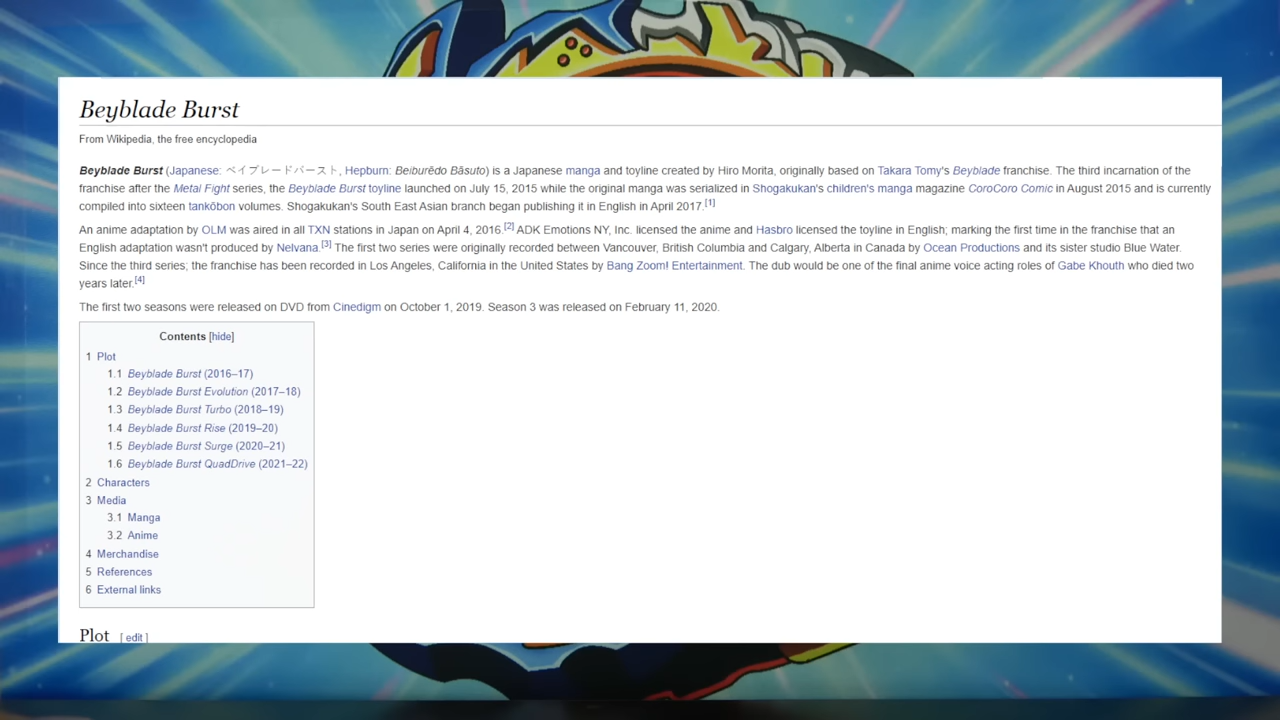 Beyblade Burst
From Wikipedia, the free encyclopedia
Beyblade Burst (Japanese: ベイブレードバースト, Hepburn: Beiburēdo Bāsuto) is a Japanese manga and toyline created by Hiro Morita, originally based on Takara Tomy's Beyblade franchise. The third incarnation of the
franchise after the Metal Fight series, the Beyblade Burst toyline launched on July 15, 2015 while the original manga was serialized in Shogakukan's children's manga magazine CoroCoro Comic in August 2015 and is currently
compiled into sixteen tankōbon volumes. Shogakukan's South East Asian branch began publishing it in English in April 2017.[1]
An anime adaptation by OLM was aired in all TXN stations in Japan on April 4, 2016.[2] ADK Emotions NY, Inc. licensed the anime and Hasbro licensed the toyline in English; marking the first time in the franchise that an
English adaptation wasn't produced by Nelvana.[3] The first two series were originally recorded between Vancouver, British Columbia and Calgary, Alberta in Canada by Ocean Productions and its sister studio Blue Water.
Since the third series; the franchise has been recorded in Los Angeles, California in the United States by Bang Zoom! Entertainment. The dub would be one of the final anime voice acting roles of Gabe Khouth who died two
years later.[4]
The first two seasons were released on DVD from Cinedigm on October 1, 2019. Season 3 was released on February 11, 2020.
Contents [hide]
1 Plot
1.1 Beyblade Burst (2016–17)
1.2 Beyblade Burst Evolution (2017–18)
1.3 Beyblade Burst Turbo (2018–19)
1.4 Beyblade Burst Rise (2019–20)
1.5 Beyblade Burst Surge (2020–21)
1.6 Beyblade Burst QuadDrive (2021–22)
2 Characters
3 Media
3.1 Manga
3.2 Anime
4 Merchandise
5 References
6 External links
Plot [ edit ]